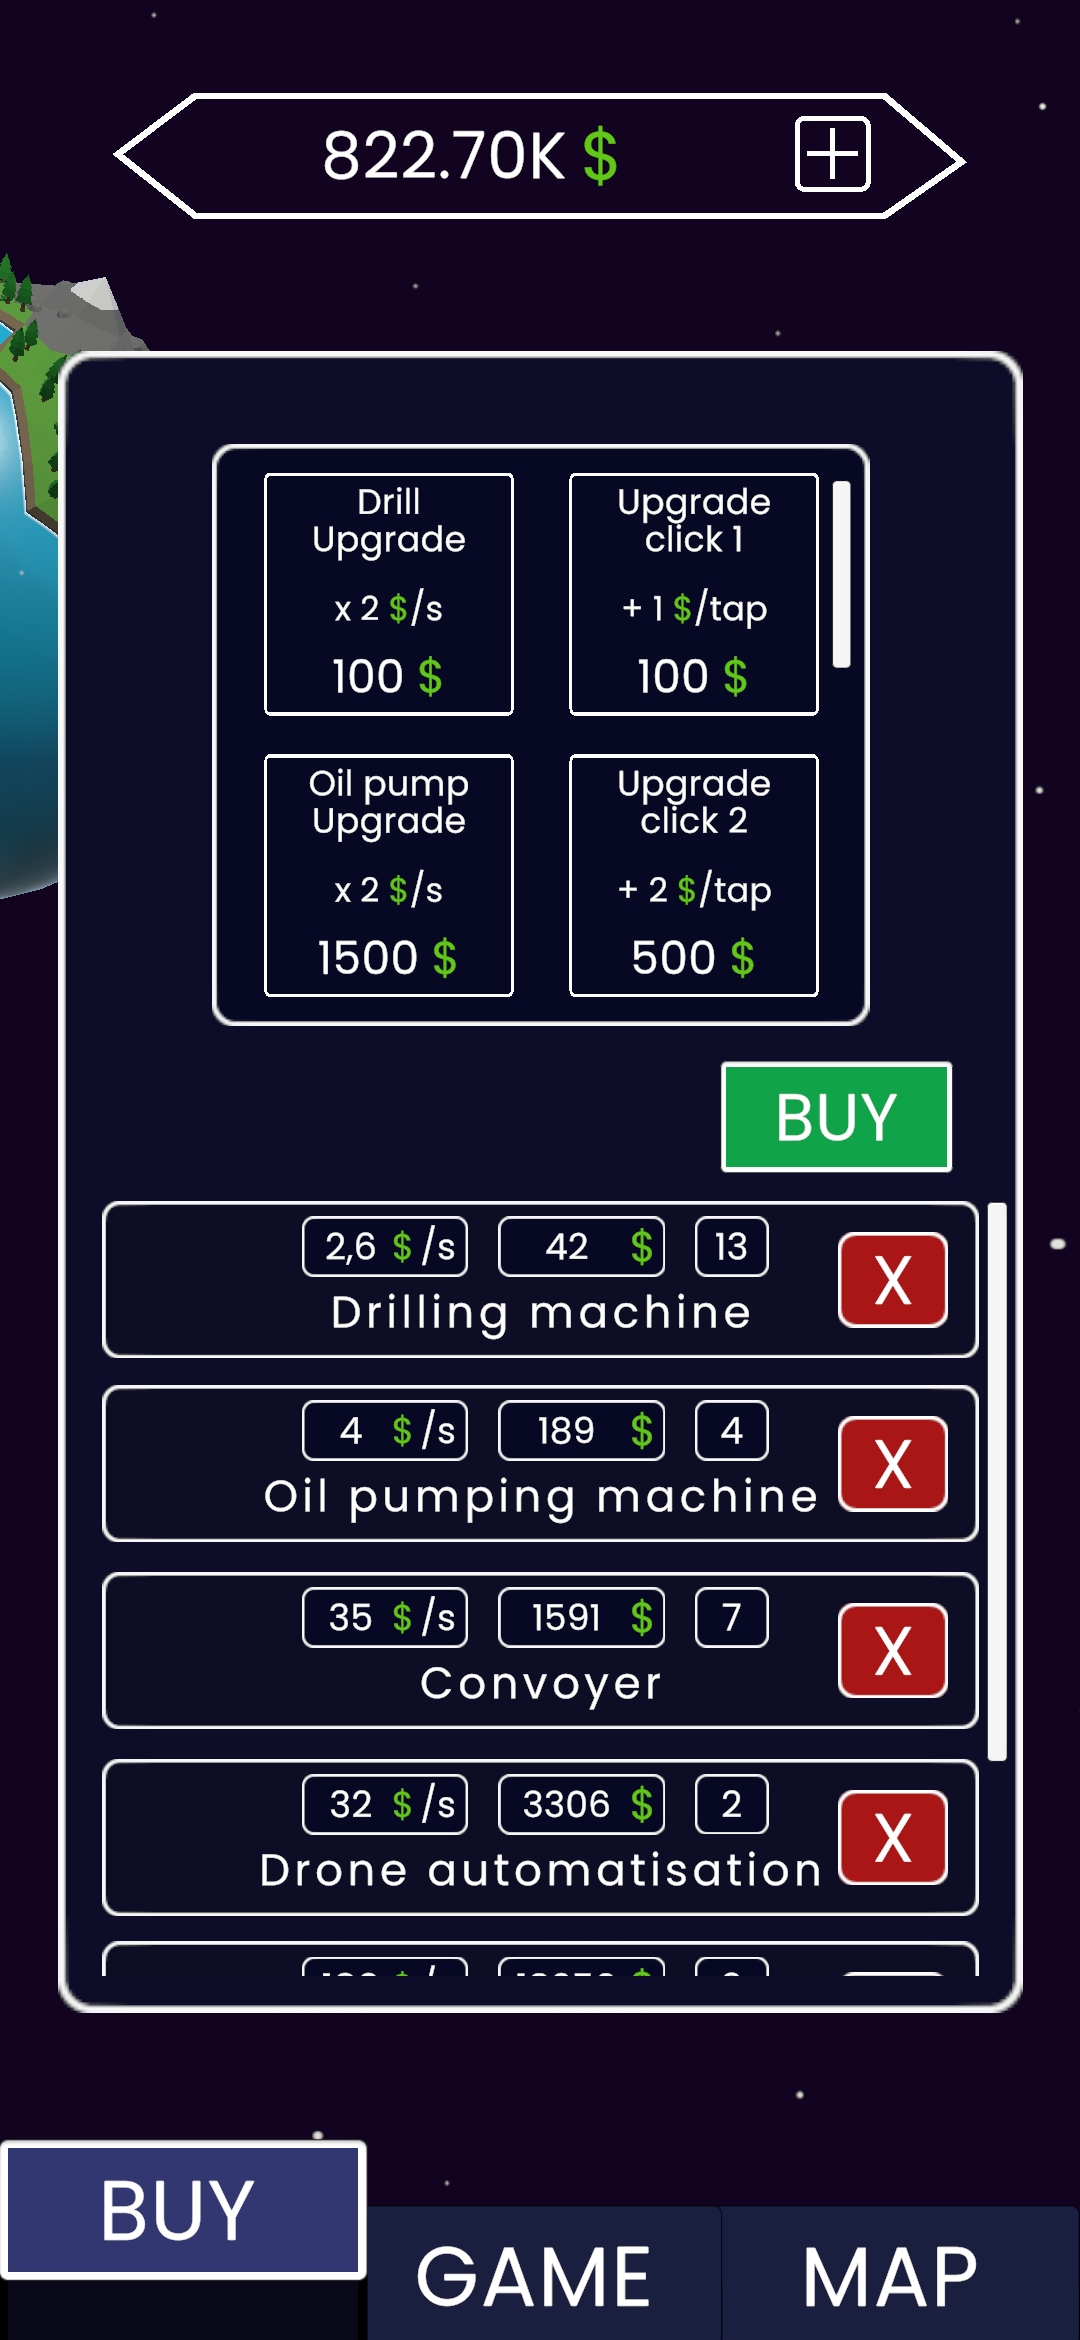 822.70K $
Drill
Upgrade
x 2 $/s
100 $
Upgrade
click 1
+ 1 $/tap
100 $
Oil pump
Upgrade
x 2 $/s
1500 $
Upgrade
click 2
+ 2 $/tap
500 $
BUY
2,6 $ /s 42 $ 13
Drilling machine
X
4 $ /s 189 $ 4
Oil pumping machine
X
35 $ /s 1591 $ 7
Convoyer
X
32 $ /s 3306 $ 2
Drone automatisation
X
BUY
GAME
MAP